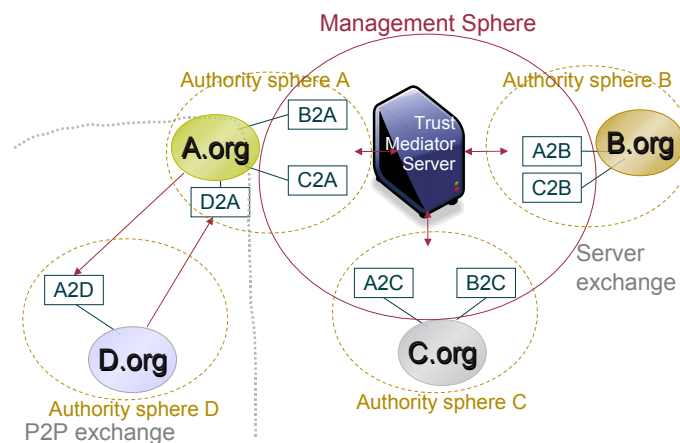 Management Sphere
Authority sphere A
Authority sphere B
B2A
Trust
Mediator
Server
A.org
A2B
B.org
C2A
C2B
D2A
Server
exchange
A2D
A2C
B2C
D.org
C.org
Authority sphere D
Authority sphere C
P2P exchange